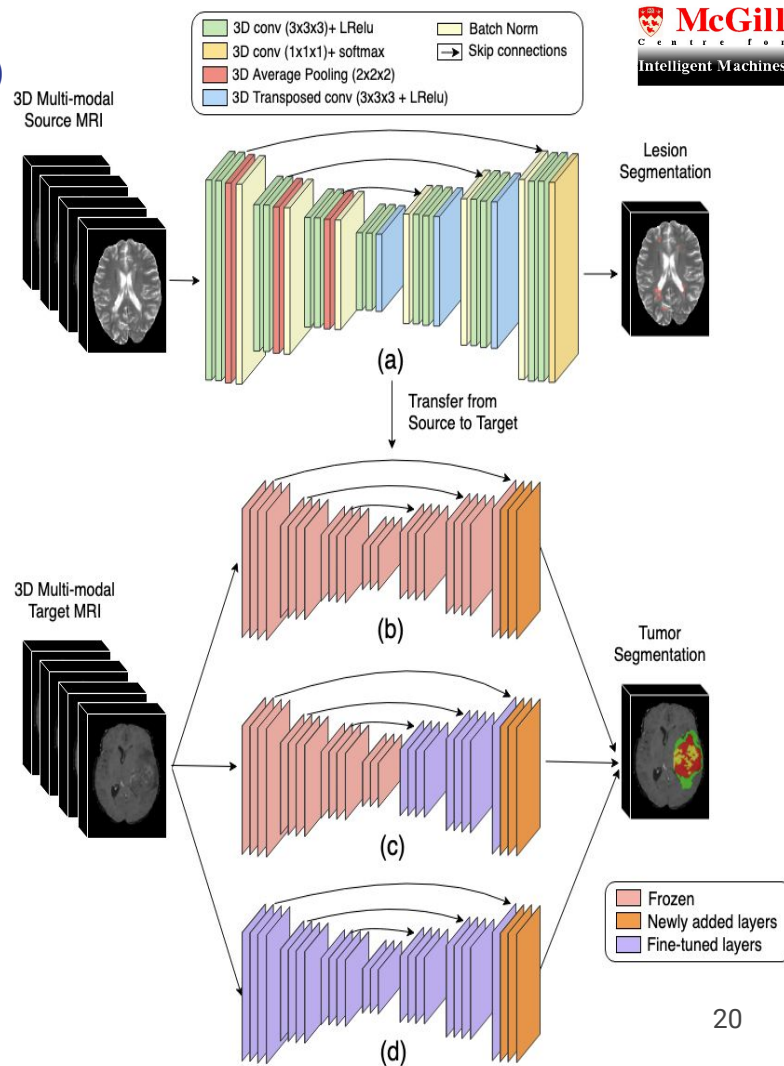 3D conv (3x3x3)+ LRelu
3D conv (1x1x1)+ softmax
3D Average Pooling (2x2x2)
3D Transposed conv (3x3x3 + LRelu)
Batch Norm
Skip connections
McGill
Centre for
Intelligent Machines
3D Multi-modal
Source MRI
Lesion
Segmentation
(a)
Transfer from
Source to Target
3D Multi-modal
Target MRI
(b)
Tumor
Segmentation
(c)
Frozen
Newly added layers
Fine-tuned layers
20
(d)